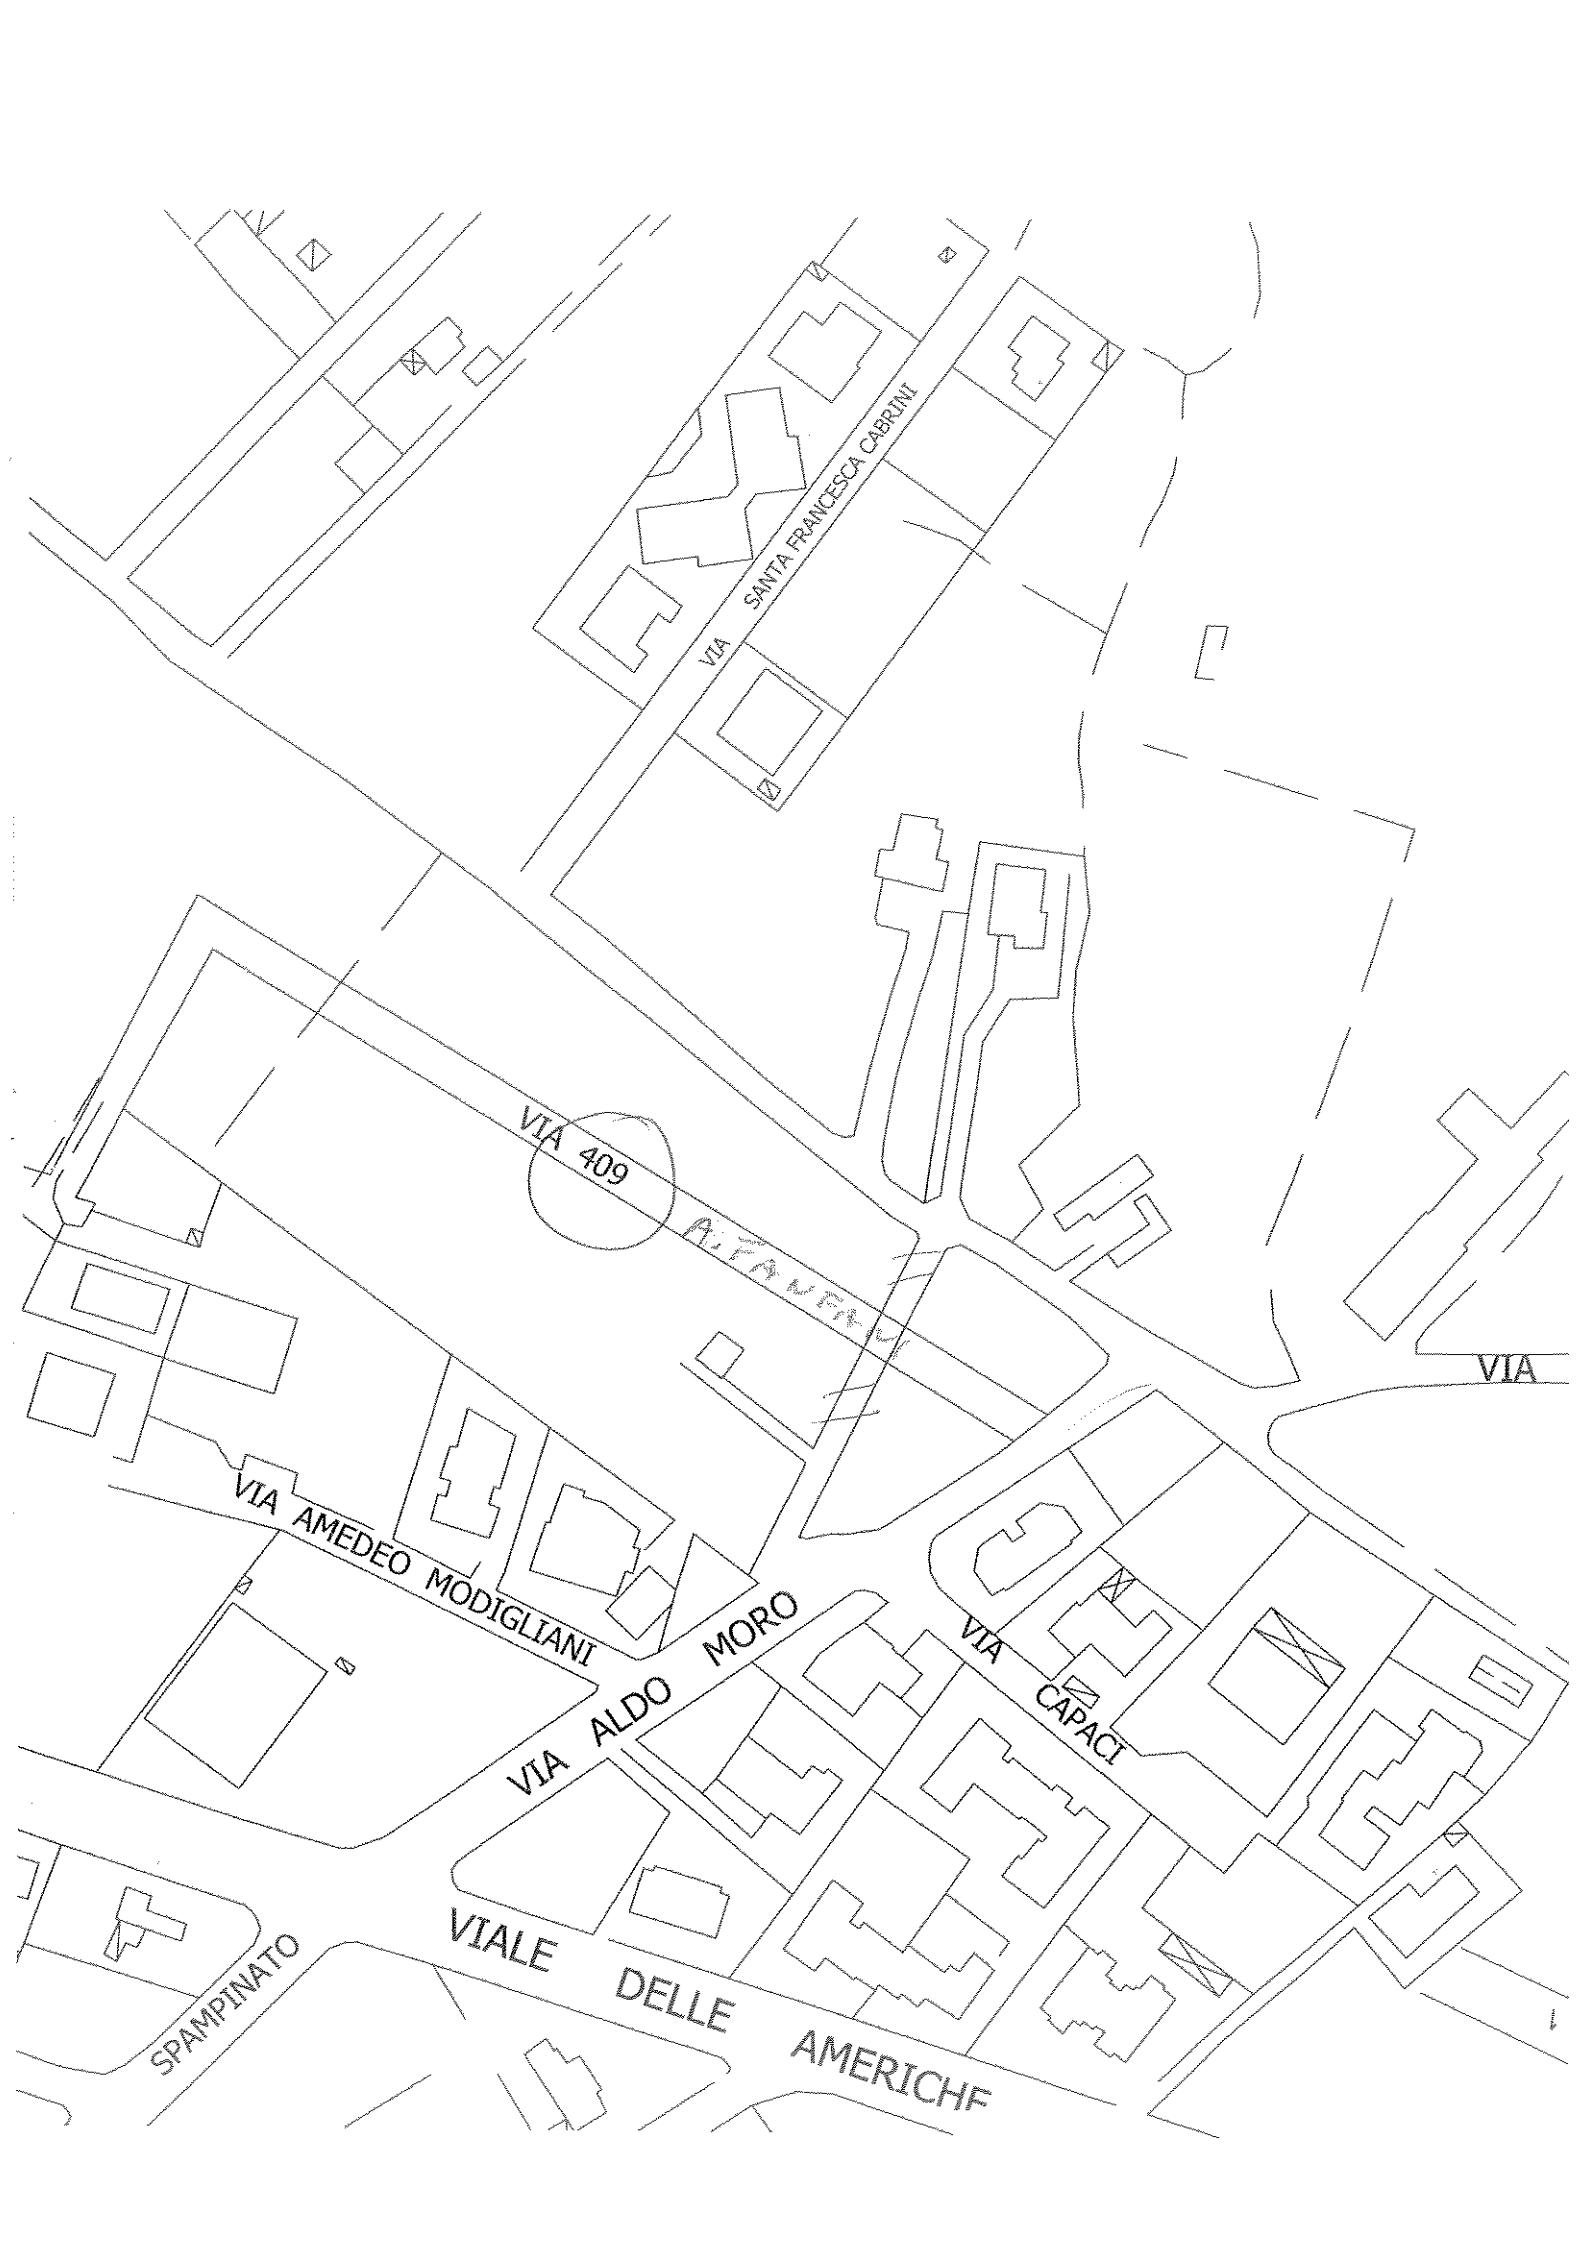 VIA SANTA FRANCESCA CABRINI
VIA 409
A. FANFANI
VIA
VIA AMEDEO MODIGLIANI
VIA ALDO MORO
VIA CAPACI
VIALE DELLE AMERICHE
SPAMPINATO